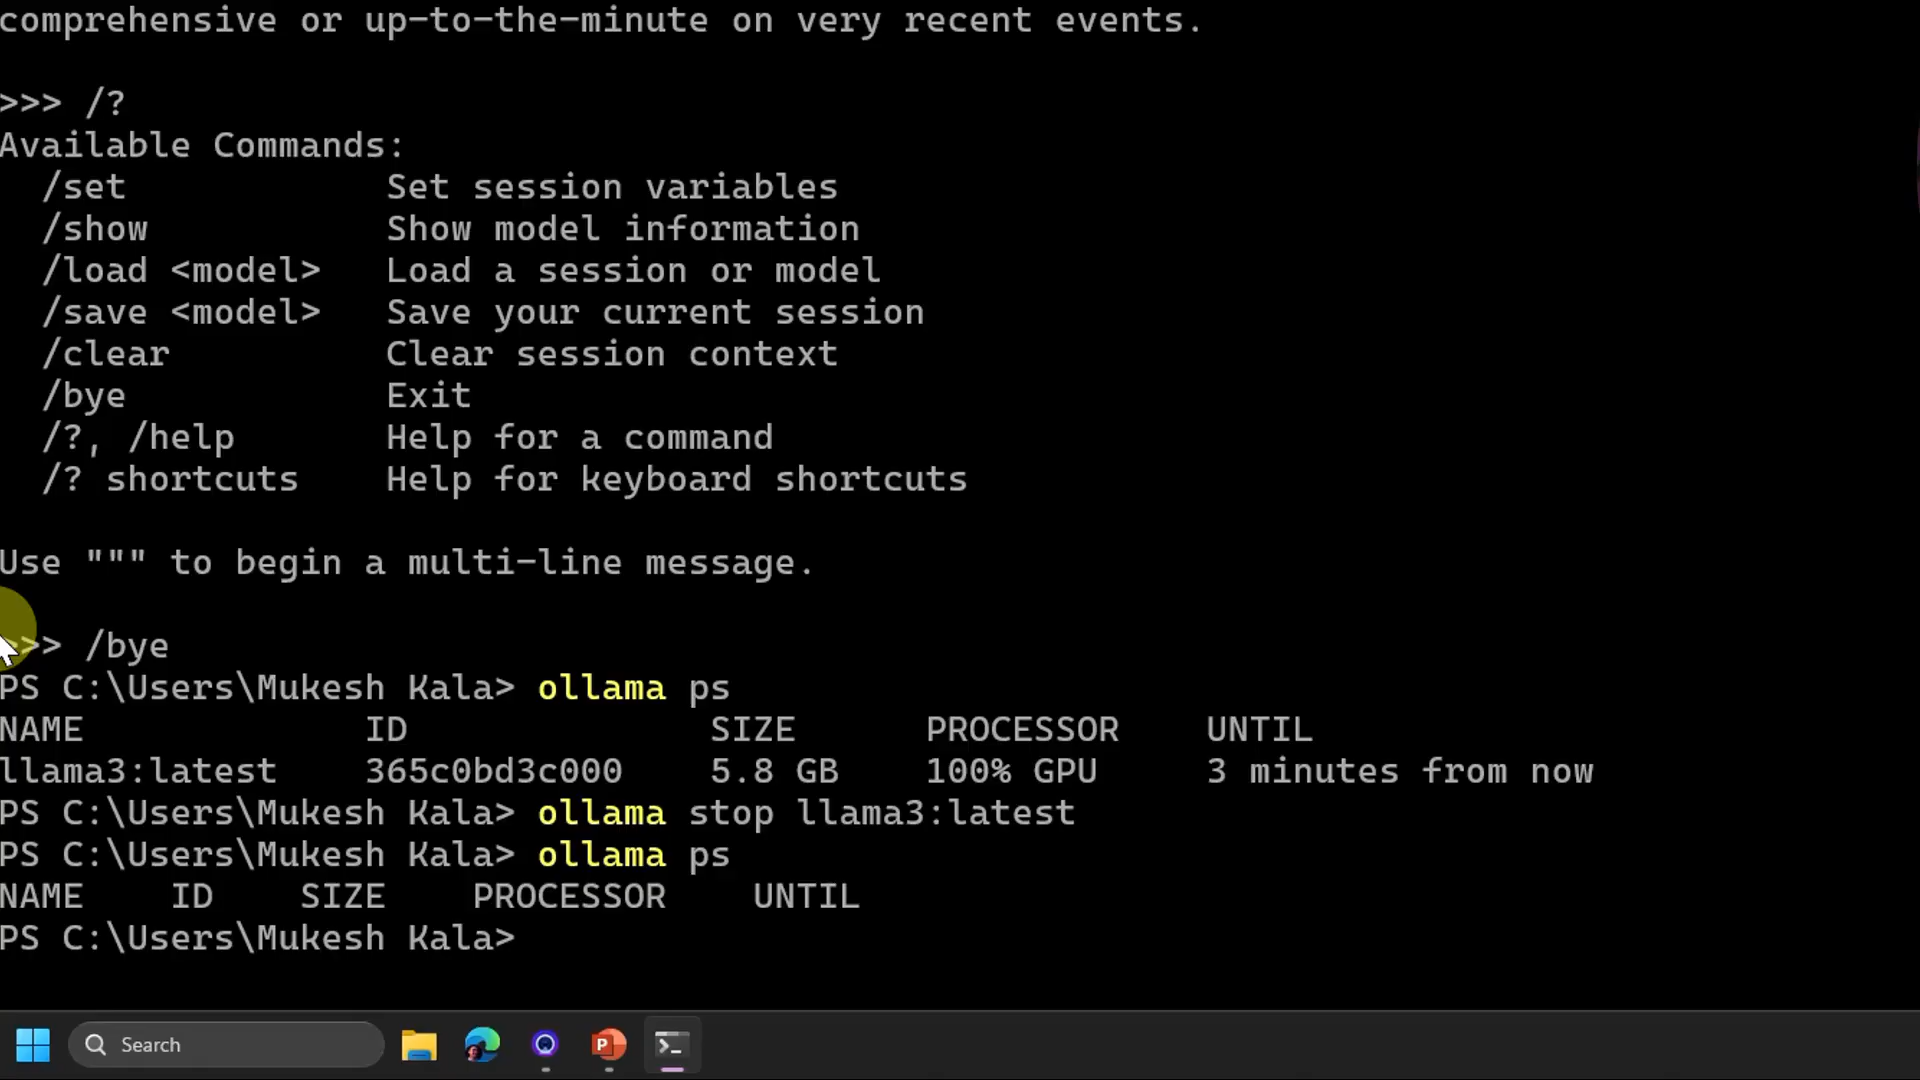 comprehensive or up-to-the-minute on very recent events.
>>> /?
Available Commands:
/set Set session variables
/show Show model information
/load <model> Load a session or model
/save <model> Save your current session
/clear Clear session context
/bye Exit
/?, /help Help for a command
/? shortcuts Help for keyboard shortcuts
Use """ to begin a multi-line message.
>>> /bye
PS C:\Users\Mukesh Kala> ollama ps
NAME ID SIZE PROCESSOR UNTIL
llama3:latest 365c0bd3c000 5.8 GB 100% GPU 3 minutes from now
PS C:\Users\Mukesh Kala> ollama stop llama3:latest
PS C:\Users\Mukesh Kala> ollama ps
NAME ID SIZE PROCESSOR UNTIL
PS C:\Users\Mukesh Kala>
Search